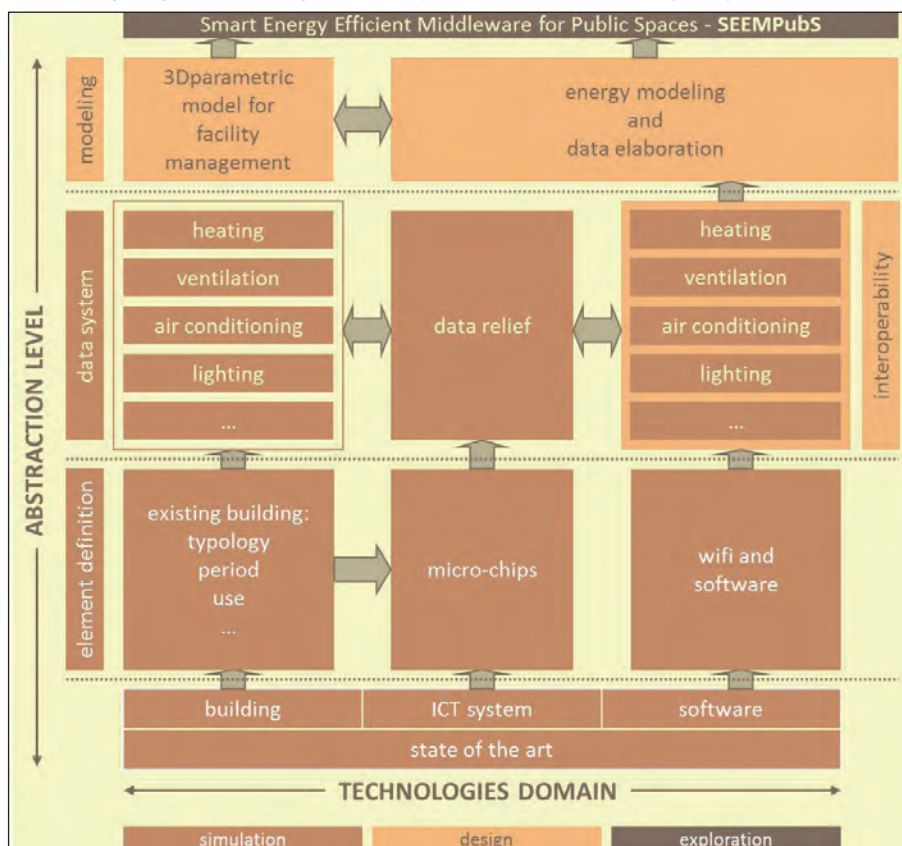 Smart Energy Efficient Middleware for Public Spaces - SEEMPubS
ABSTRACT LEVEL
modeling
3Dparametric
model for
facility
management
energy modeling
and
data elaboration
data system
heating
ventilation
air conditioning
lighting
...
data relief
heating
ventilation
air conditioning
lighting
...
interoperability
element definition
existing building:
typology
period
use
...
micro-chips
wifi and
software
building
ICT system
software
state of the art
TECHNOLOGIES DOMAIN
simulation
design
exploration